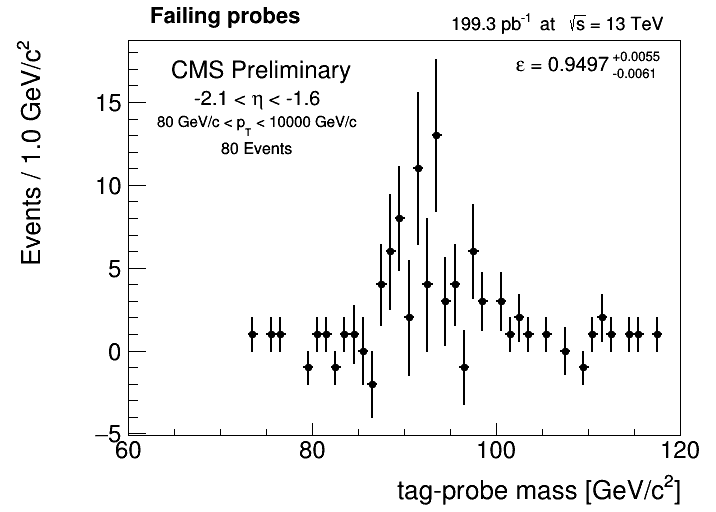 Failing probes
199.3 pb⁻¹ at √s = 13 TeV
CMS Preliminary
-2.1 < η < -1.6
80 GeV/c < p_T < 10000 GeV/c
80 Events
ε = 0.9497 +0.0055 -0.0061
Events / 1.0 GeV/c²
15
10
5
0
−5
60 80 100 120
tag-probe mass [GeV/c²]